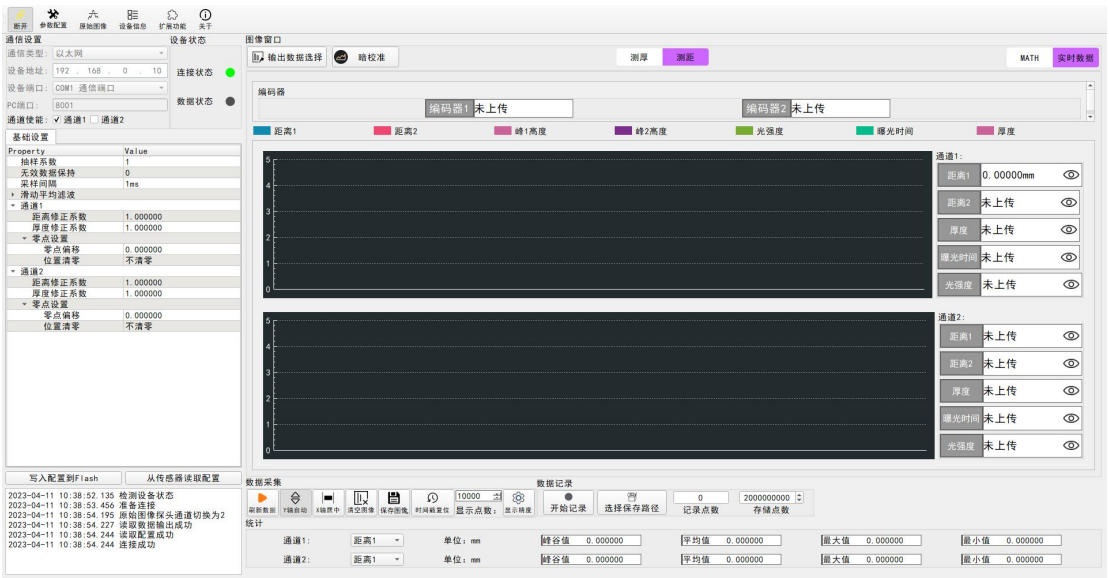 断开 参数配置 原始图像 设备信息 扩展功能 关于
通信设置 设备状态
通信类型: 以太网
设备地址: 192 . 168 . 0 . 10 连接状态
设备端口: COM1 通信端口
PC端口: 8001 数据状态
通道使能: 通道1 通道2
基础设置
Property Value
抽样系数 1
无效数据保持 0
采样间隔 1ms
滑动平均滤波
通道1
距离修正系数 1.000000
厚度修正系数 1.000000
零点设置
零点偏移 0.000000
位置清零 不清零
通道2
距离修正系数 1.000000
厚度修正系数 1.000000
零点设置
零点偏移 0.000000
位置清零 不清零
写入配置到Flash 从传感器读取配置
2023-04-11 10:38:52.135 检测设备状态
2023-04-11 10:38:53.456 准备连接
2023-04-11 10:38:54.195 原始图像探头通道切换为2
2023-04-11 10:38:54.227 读取数据输出成功
2023-04-11 10:38:54.244 读取配置成功
2023-04-11 10:38:54.244 连接成功
图像窗口
输出数据选择 暗校准 测厚 测距 MATH 实时数据
编码器
编码器1 未上传 编码器2 未上传
距离1 距离2 峰1高度 峰2高度 光强度 曝光时间 厚度
5
4
3
2
1
0
通道1:
距离1 0.00000mm
距离2 未上传
厚度 未上传
曝光时间 未上传
光强度 未上传
5
4
3
2
1
0
通道2:
距离1 未上传
距离2 未上传
厚度 未上传
曝光时间 未上传
光强度 未上传
数据采集 数据记录
刷新数据 Y轴自动 X轴居中 清空图像 保存图像 时间戳复位 10000 显示点数: 显示精度 开始记录 选择保存路径 0 记录点数 2000000000 存储点数
统计
通道1: 距离1 单位: mm 峰谷值 0.000000 平均值 0.000000 最大值 0.000000 最小值 0.000000
通道2: 距离1 单位: mm 峰谷值 0.000000 平均值 0.000000 最大值 0.000000 最小值 0.000000